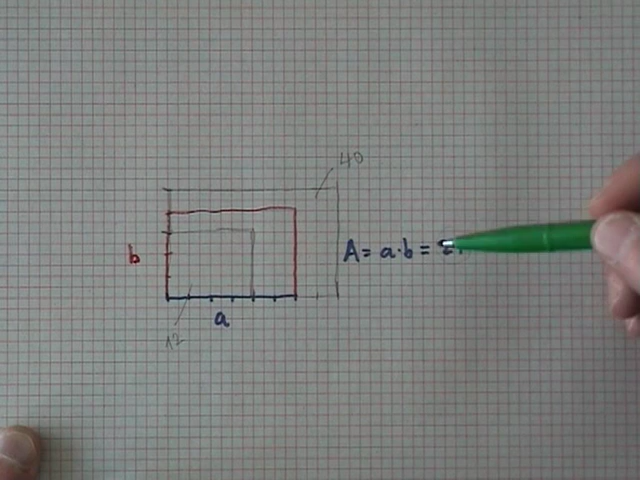 40
b
A = a·b =
a
12